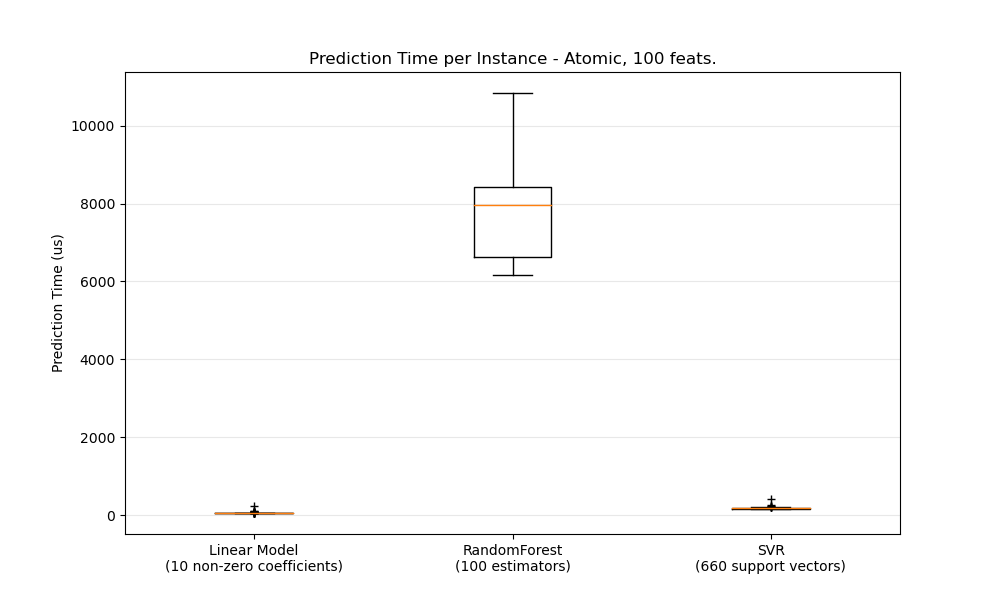 Prediction Time per Instance - Atomic, 100 feats.
Prediction Time (us)
10000
8000
6000
4000
2000
0
Linear Model
(10 non-zero coefficients)
RandomForest
(100 estimators)
SVR
(660 support vectors)